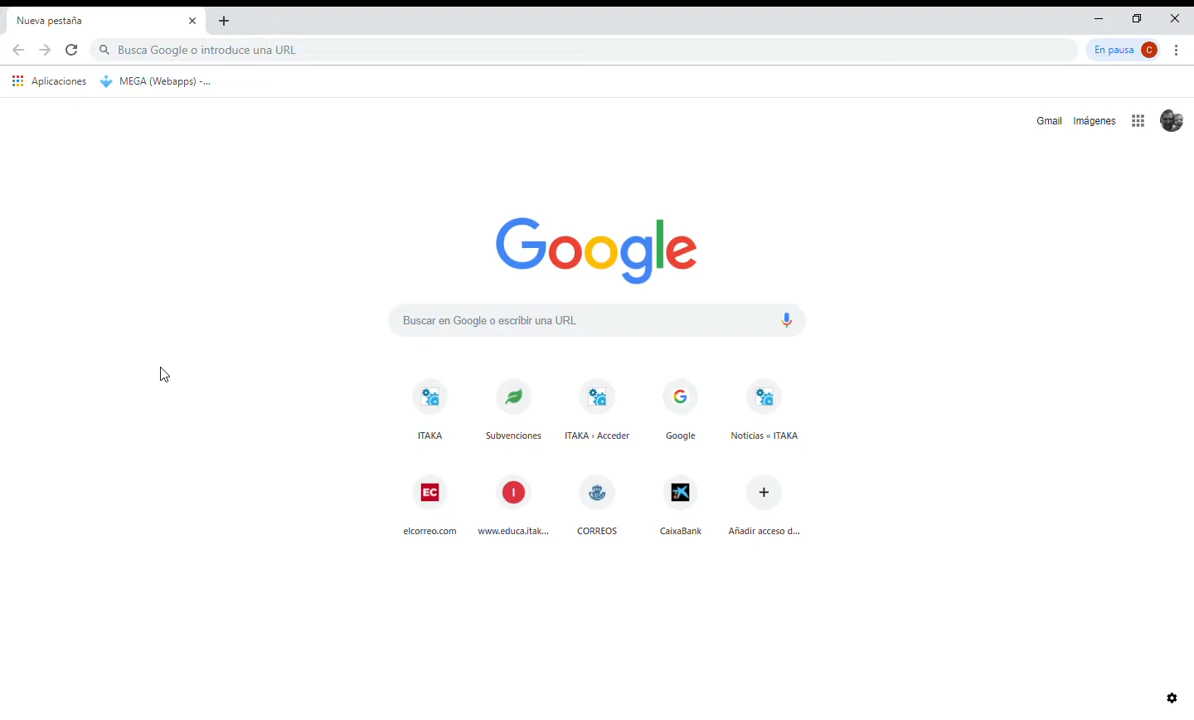 Nueva pestaña
Busca Google o introduce una URL
En pausa C
Aplicaciones MEGA (Webapps) -...
Gmail Imágenes
Google
Buscar en Google o escribir una URL
ITAKA Subvenciones ITAKA › Acceder Google Noticias « ITAKA
EC I
elcorreo.com www.educa.itak... CORREOS CaixaBank Añadir acceso d...